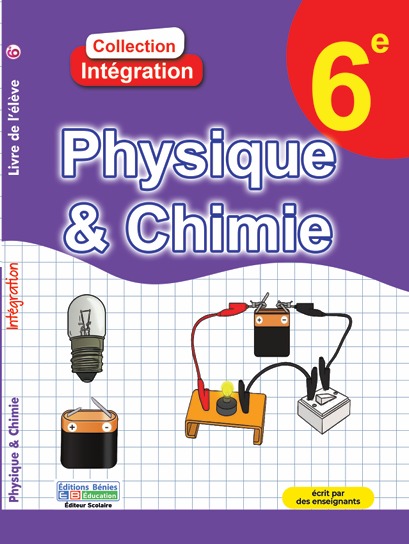 Collection
Intégration
6e
Physique
& Chimie
Livre de l'élève 6e
Intégration
Physique & Chimie
+ -
+ -
Éditions Bénies
EB Éducation
Éditeur Scolaire
écrit par
des enseignants